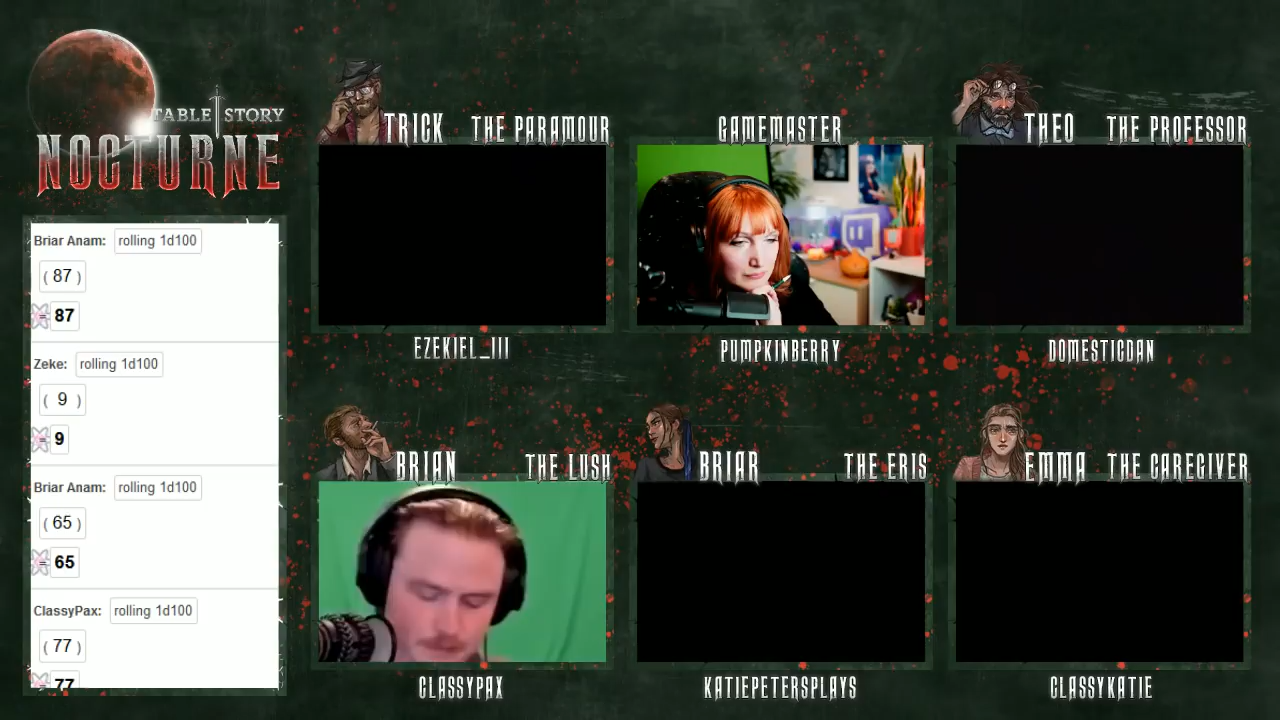 TABLE STORY
NOCTURNE
Briar Anam: rolling 1d100
( 87 )
= 87
Zeke: rolling 1d100
( 9 )
= 9
Briar Anam: rolling 1d100
( 65 )
= 65
ClassyPax: rolling 1d100
( 77 )
= 77
TRICK THE PARAMOUR
EZEKIEL_III
GAMEMASTER
PUMPKINBERRY
THEO THE PROFESSOR
DOMESTICDAN
BRIAN THE LUSH
CLASSYPAX
BRIAR THE ERIS
KATIEPETERSPLAYS
EMMA THE CAREGIVER
CLASSYKATIE